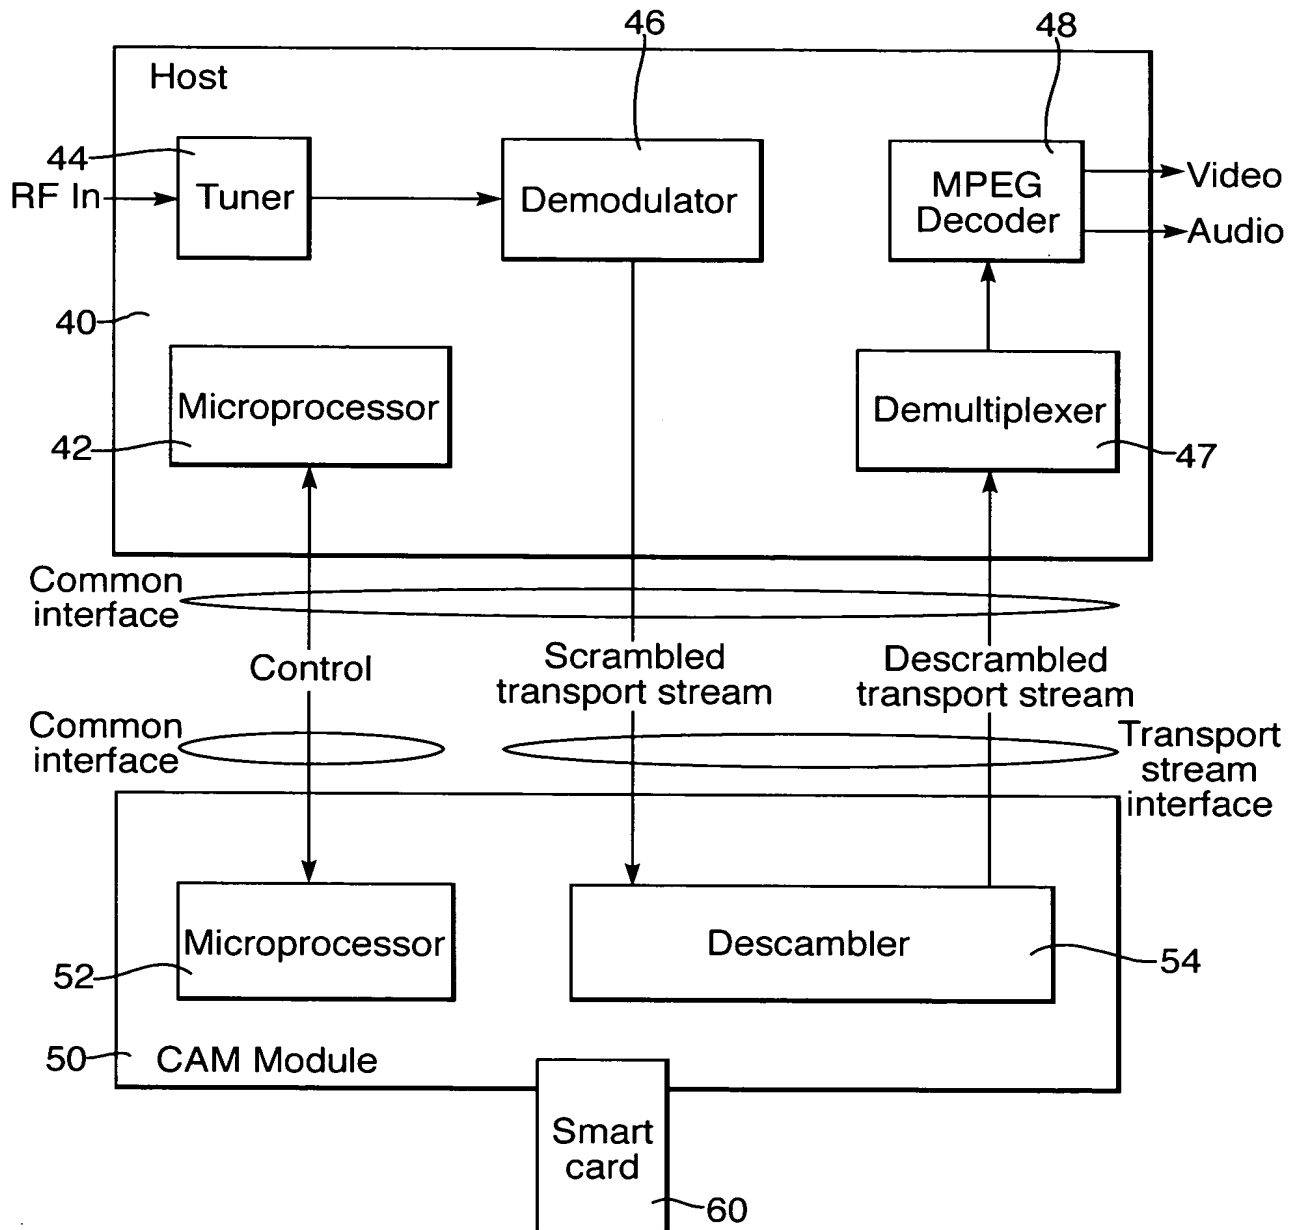 46
48
Host
44
RF In
Tuner
Demodulator
MPEG
Decoder
Video
Audio
40
Microprocessor
42
Demultiplexer
47
Common
interface
Control
Scrambled
transport stream
Descrambled
transport stream
Common
interface
Transport
stream
interface
Microprocessor
52
Descambler
54
50
CAM Module
Smart
card
60